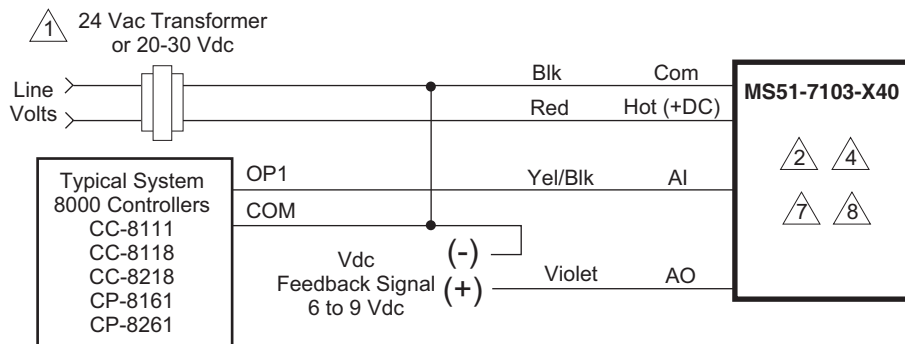 1
24 Vac Transformer
or 20-30 Vdc
Line
Volts
Blk
Com
Red
Hot (+DC)
MS51-7103-X40
2
4
7
8
Typical System
8000 Controllers
CC-8111
CC-8118
CC-8218
CP-8161
CP-8261
OP1
COM
Yel/Blk
AI
Vdc
Feedback Signal
6 to 9 Vdc
(-)
(+)
Violet
AO